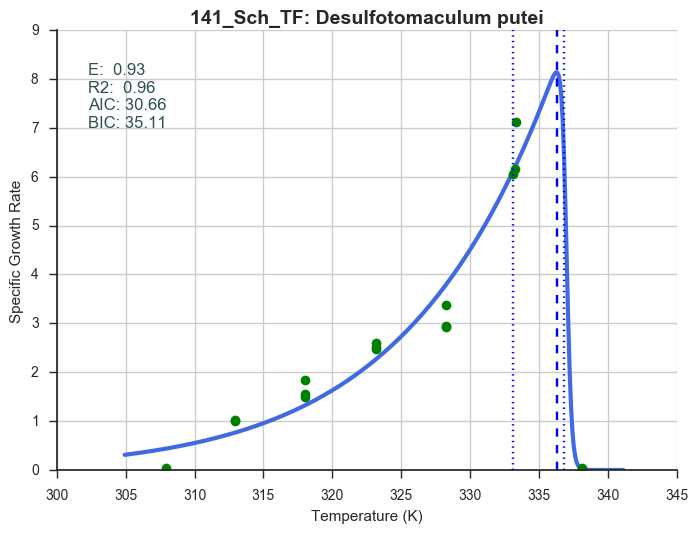 141_Sch_TF: Desulfotomaculum putei
E:  0.93
R2:  0.96
AIC: 30.66
BIC: 35.11
Specific Growth Rate
9
8
7
6
5
4
3
2
1
0
300 305 310 315 320 325 330 335 340 345
Temperature (K)